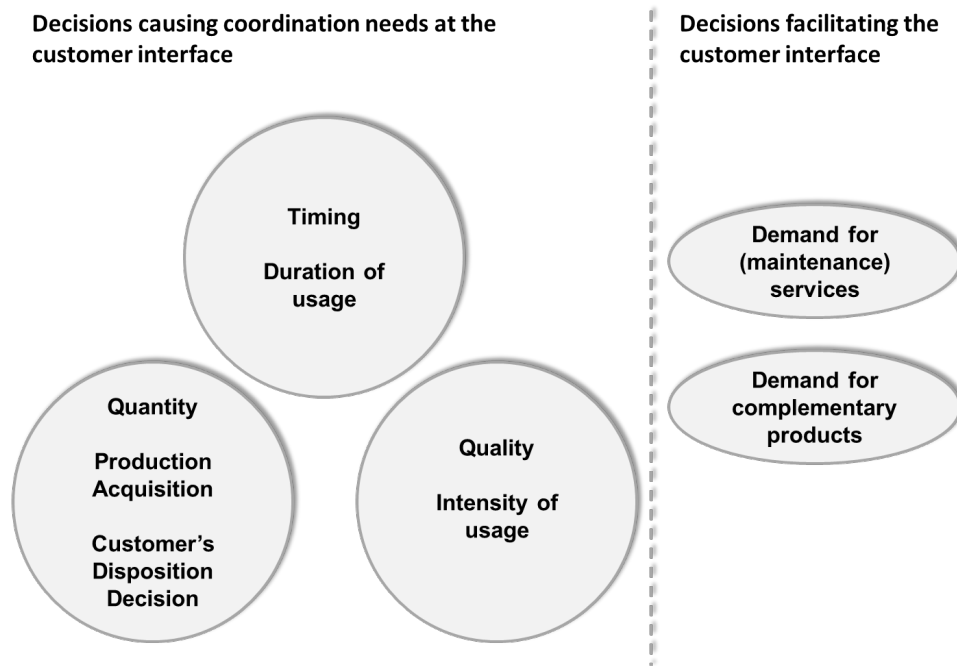 Decisions causing coordination needs at the
customer interface
Decisions facilitating the
customer interface
Timing
Duration of
usage
Quantity
Production
Acquisition
Customer’s
Disposition
Decision
Quality
Intensity of
usage
Demand for
(maintenance)
services
Demand for
complementary
products